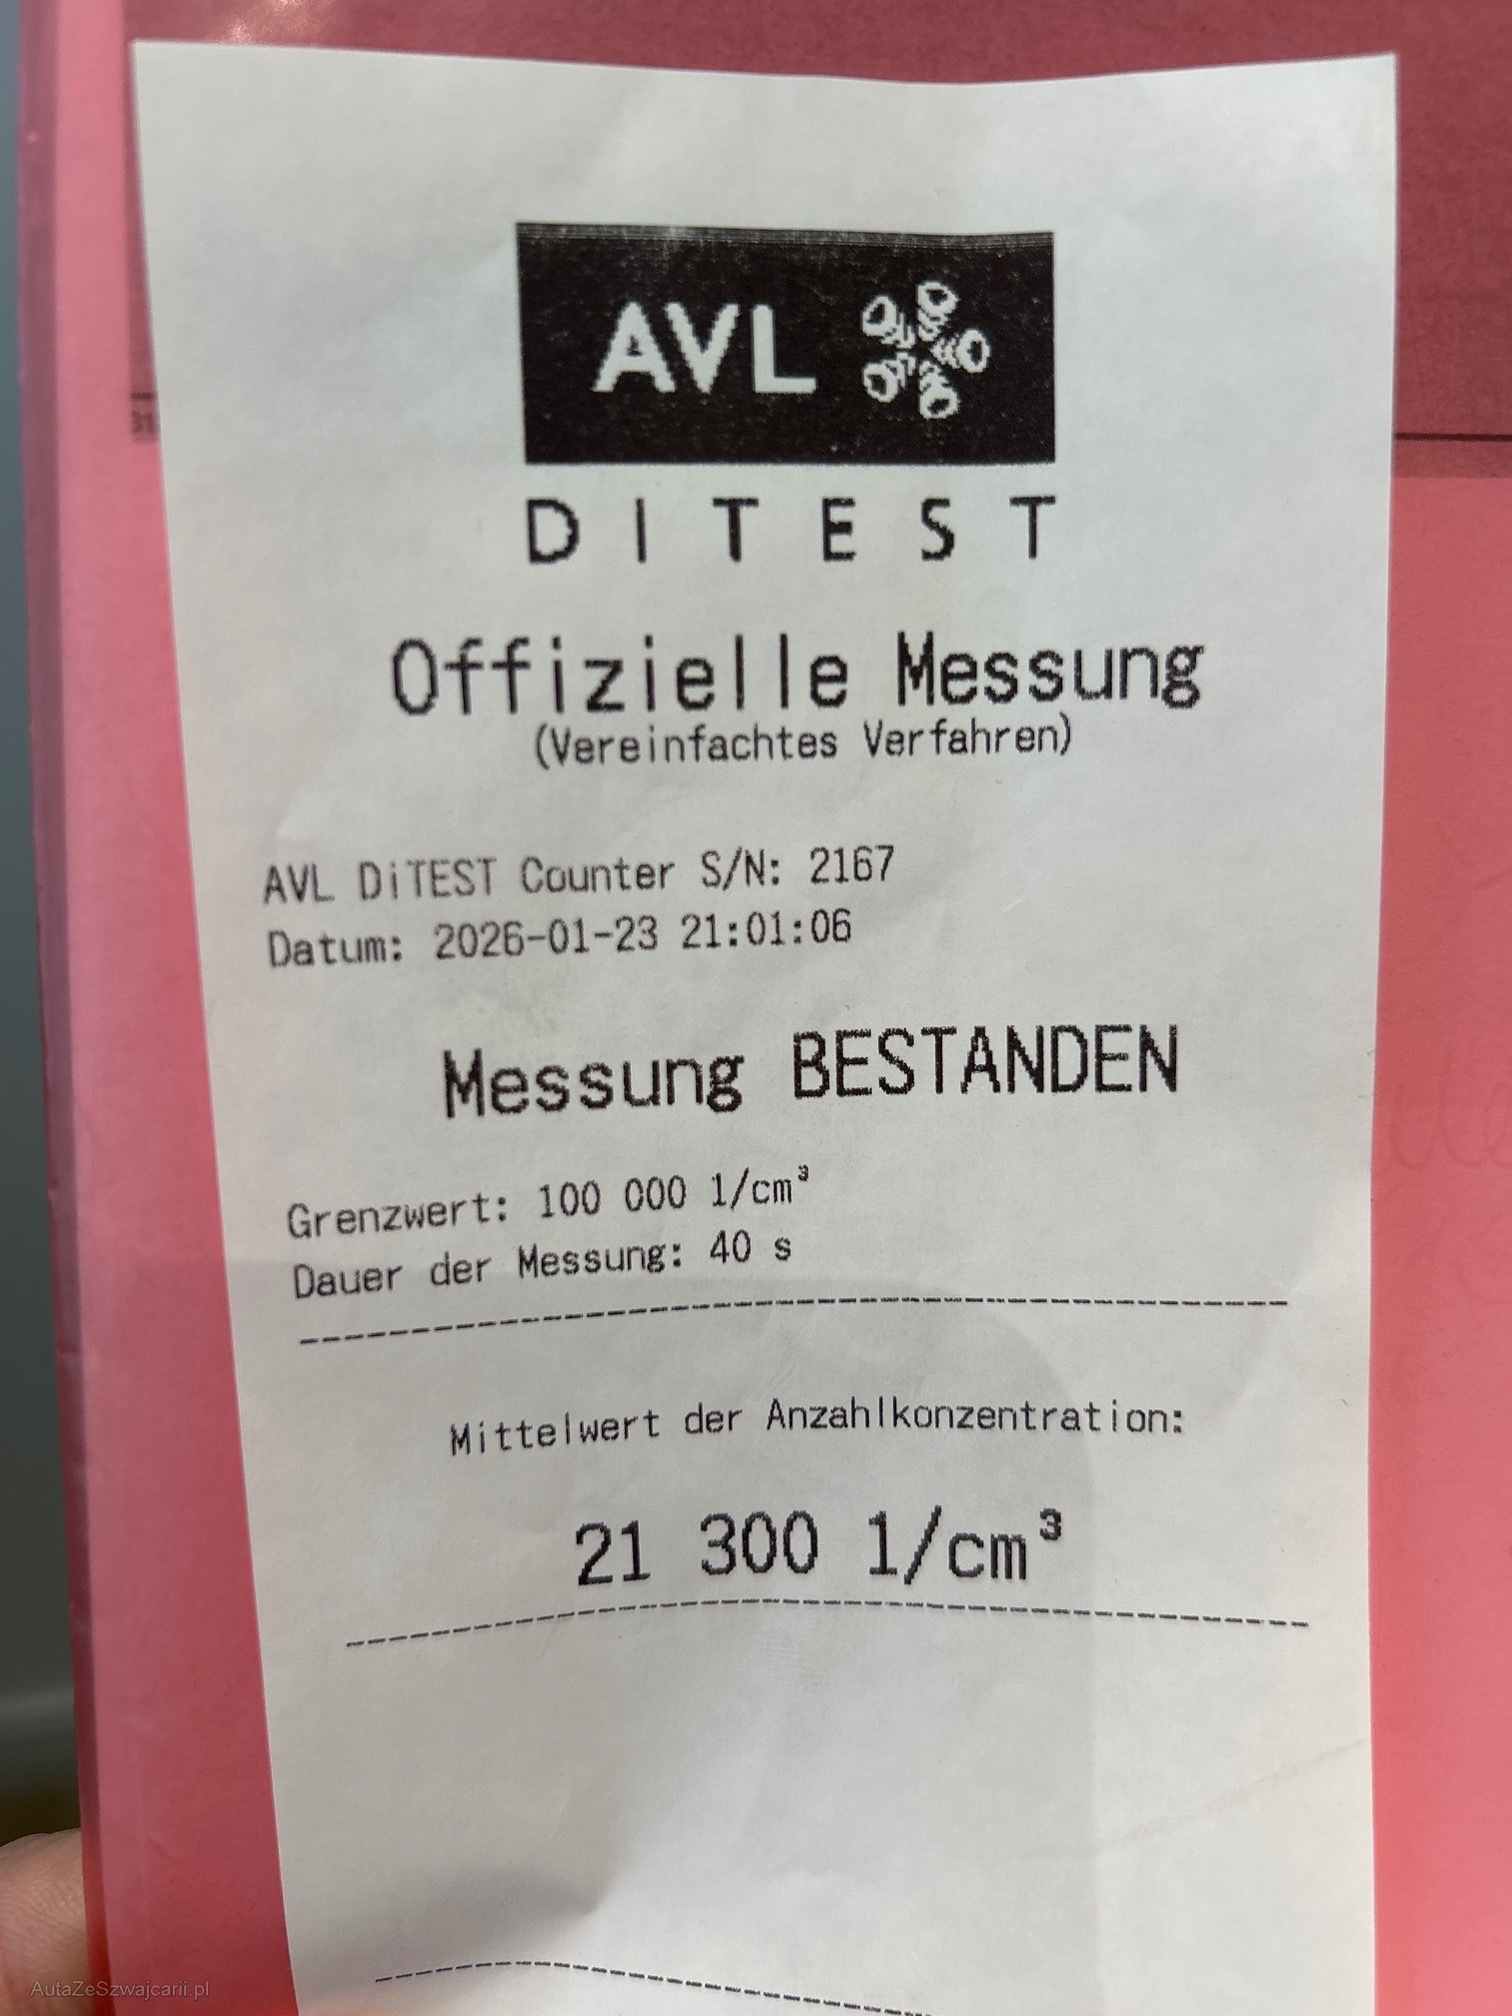 AVL
DITEST
Offizielle Messung
(Vereinfachtes Verfahren)
AVL DiTEST Counter S/N: 2167
Datum: 2026-01-23 21:01:06
Messung BESTANDEN
Grenzwert: 100 000 1/cm³
Dauer der Messung: 40 s
Mittelwert der Anzahlkonzentration:
21 300 1/cm³
AutaZeSzwajcarii.pl